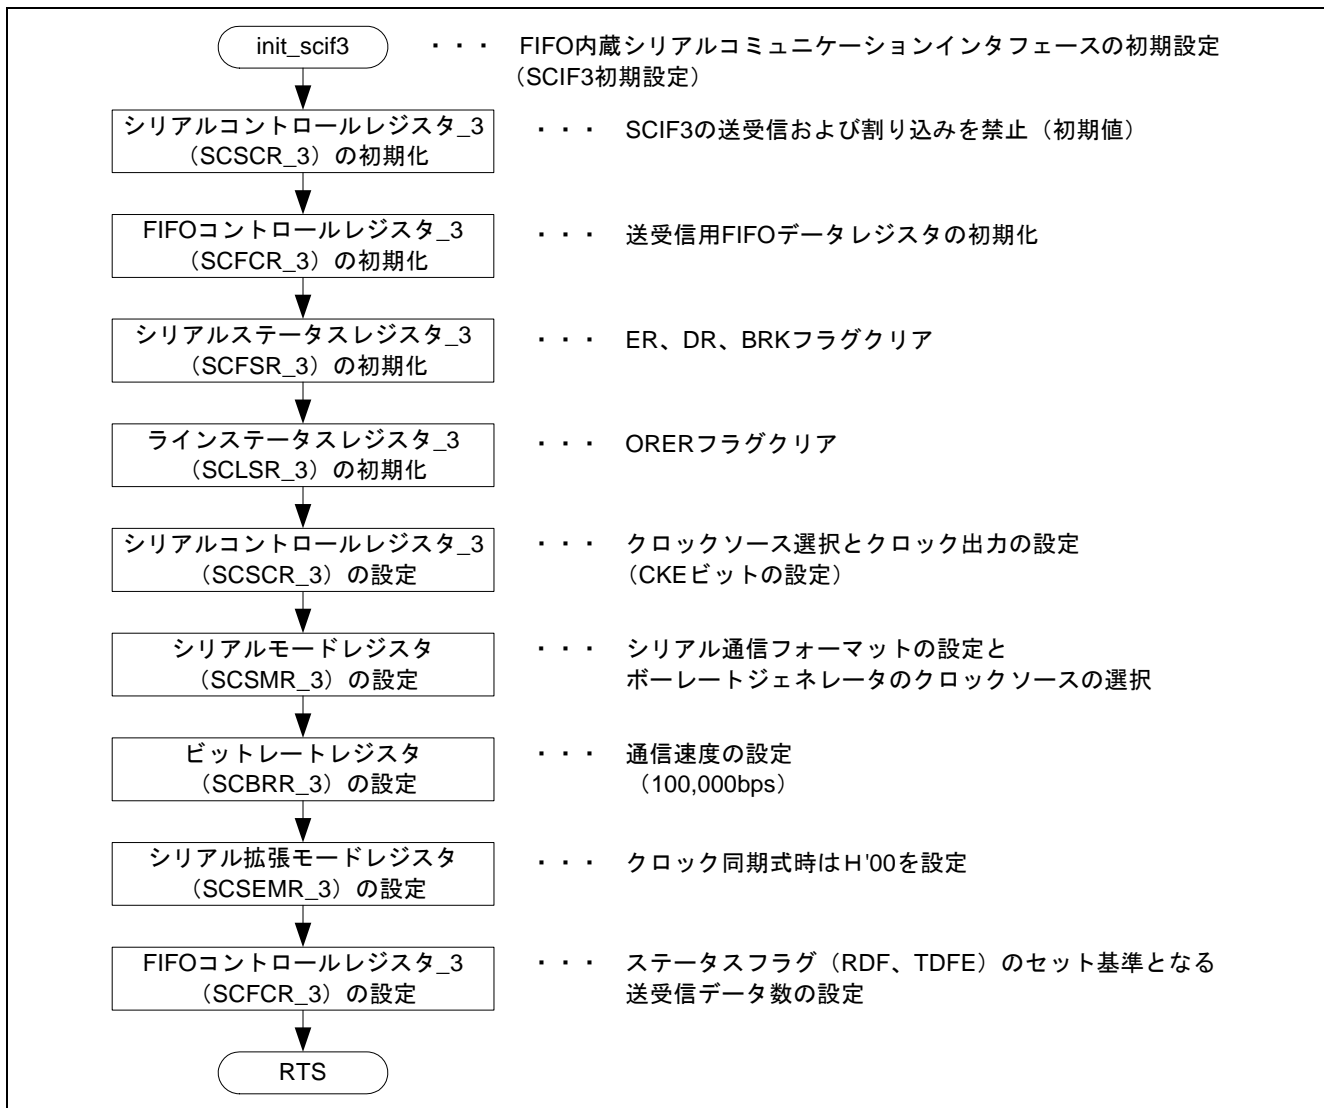 init_scif3 ・・・ FIFO内蔵シリアルコミュニケーションインタフェースの初期設定
（SCIF3初期設定）
シリアルコントロールレジスタ_3 ・・・ SCIF3の送受信および割り込みを禁止（初期値）
（SCSCR_3）の初期化
FIFOコントロールレジスタ_3 ・・・ 送受信用FIFOデータレジスタの初期化
（SCFCR_3）の初期化
シリアルステータスレジスタ_3 ・・・ ER、DR、BRKフラグクリア
（SCFSR_3）の初期化
ラインステータスレジスタ_3 ・・・ ORERフラグクリア
（SCLSR_3）の初期化
シリアルコントロールレジスタ_3 ・・・ クロックソース選択とクロック出力の設定
（SCSCR_3）の設定 （CKEビットの設定）
シリアルモードレジスタ ・・・ シリアル通信フォーマットの設定と
（SCSMR_3）の設定 ボーレートジェネレータのクロックソースの選択
ビットレートレジスタ ・・・ 通信速度の設定
（SCBRR_3）の設定 （100,000bps）
シリアル拡張モードレジスタ ・・・ クロック同期式時はＨ'00を設定
（SCSEMR_3）の設定
FIFOコントロールレジスタ_3 ・・・ ステータスフラグ（RDF、TDFE）のセット基準となる
（SCFCR_3）の設定 送受信データ数の設定
RTS